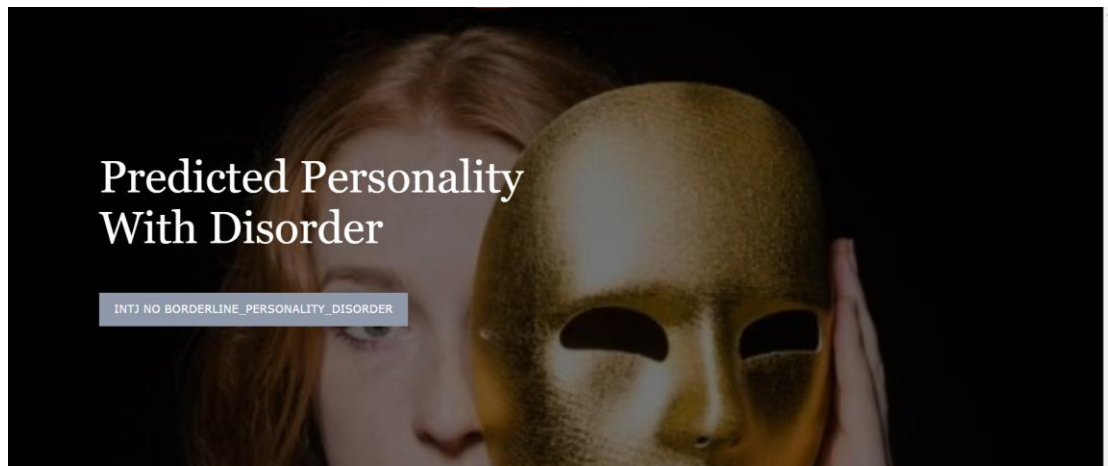 Predicted Personality
With Disorder
INTJ NO BORDERLINE_PERSONALITY_DISORDER